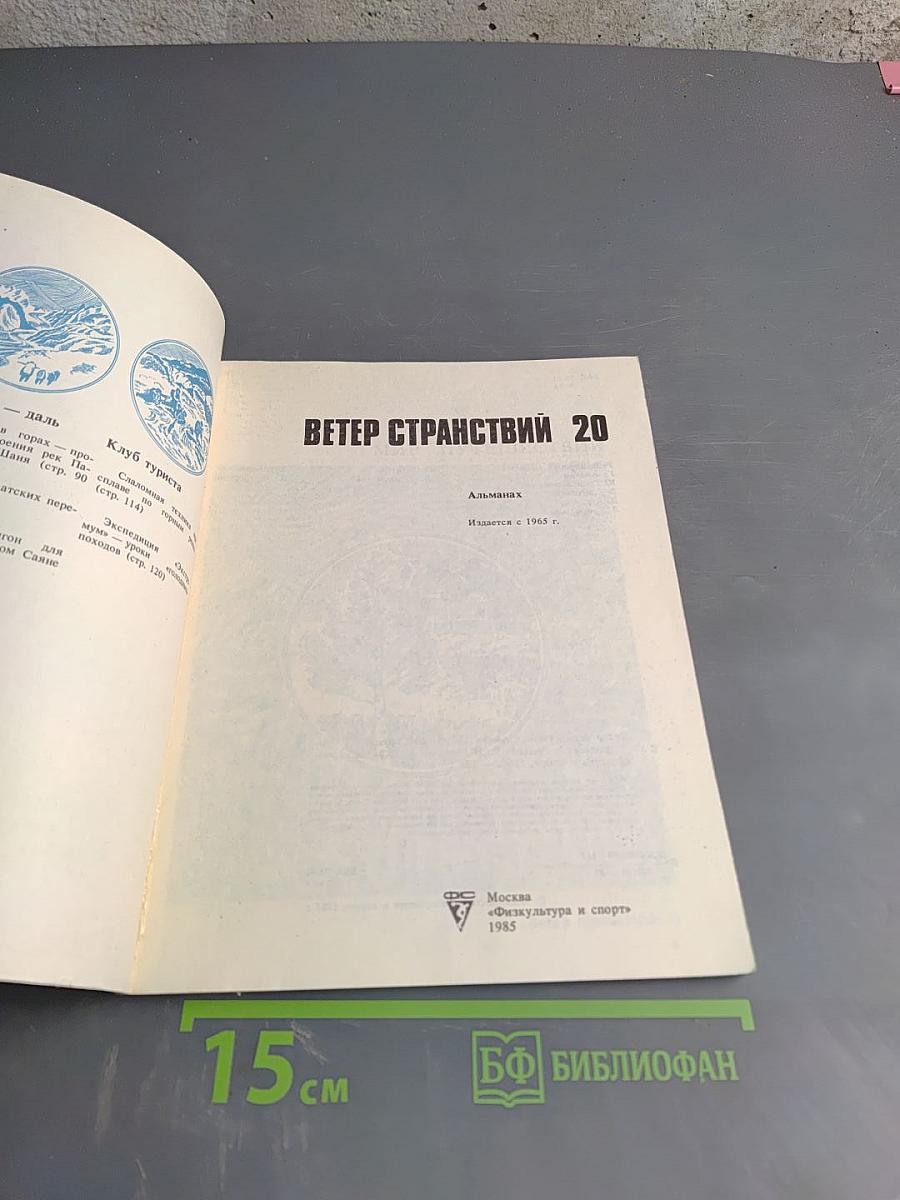 — даль
в горах — про-
рек Па-
Шаня (стр. 90
пере-
для
Саяне
Клуб туриста
Слаломная техника
сплаве по горным
(стр. 114)
Экспедиция
мум» — уроки
походов (стр. 120)
ВЕТЕР СТРАНСТВИЙ 20
Альманах
Издается с 1965 г.
ФС
Москва
«Физкультура и спорт»
1985
15 см
БФ БИБЛИОФАН